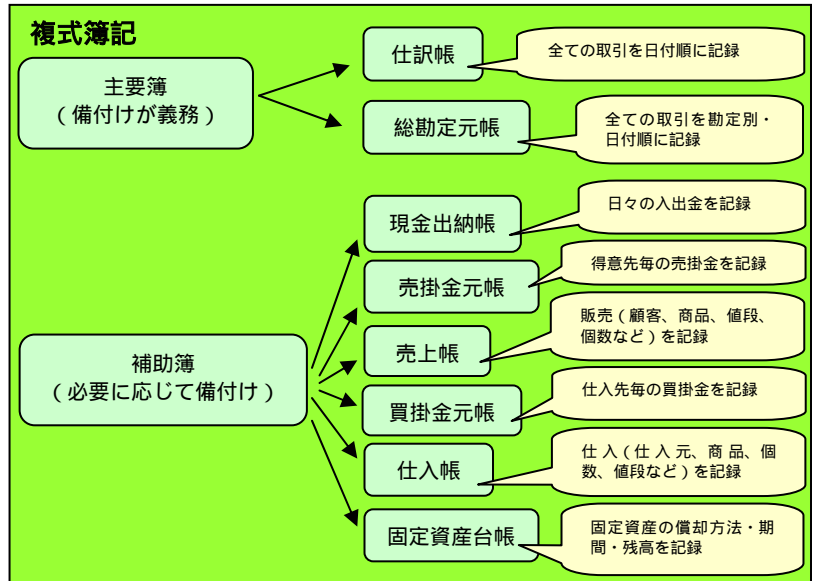 複式簿記
主要簿
（備付けが義務）
仕訳帳
全ての取引を日付順に記録
総勘定元帳
全ての取引を勘定別・
日付順に記録
補助簿
（必要に応じて備付け）
現金出納帳
日々の入出金を記録
売掛金元帳
得意先毎の売掛金を記録
売上帳
販売（顧客、商品、値段、
個数など）を記録
買掛金元帳
仕入先毎の買掛金を記録
仕入帳
仕入（仕入元、商品、個
数、値段など）を記録
固定資産台帳
固定資産の償却方法・期
間・残高を記録